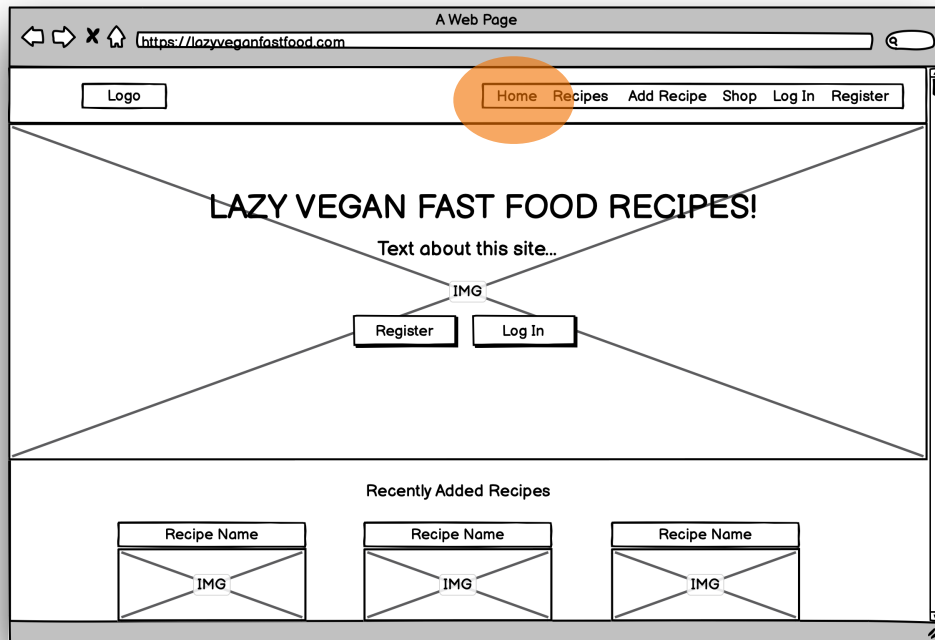 A Web Page
https://lazyveganfastfood.com
Logo
Home Recipes Add Recipe Shop Log In Register
LAZY VEGAN FAST FOOD RECIPES!
Text about this site...
IMG
Register Log In
Recently Added Recipes
Recipe Name Recipe Name Recipe Name
IMG IMG IMG